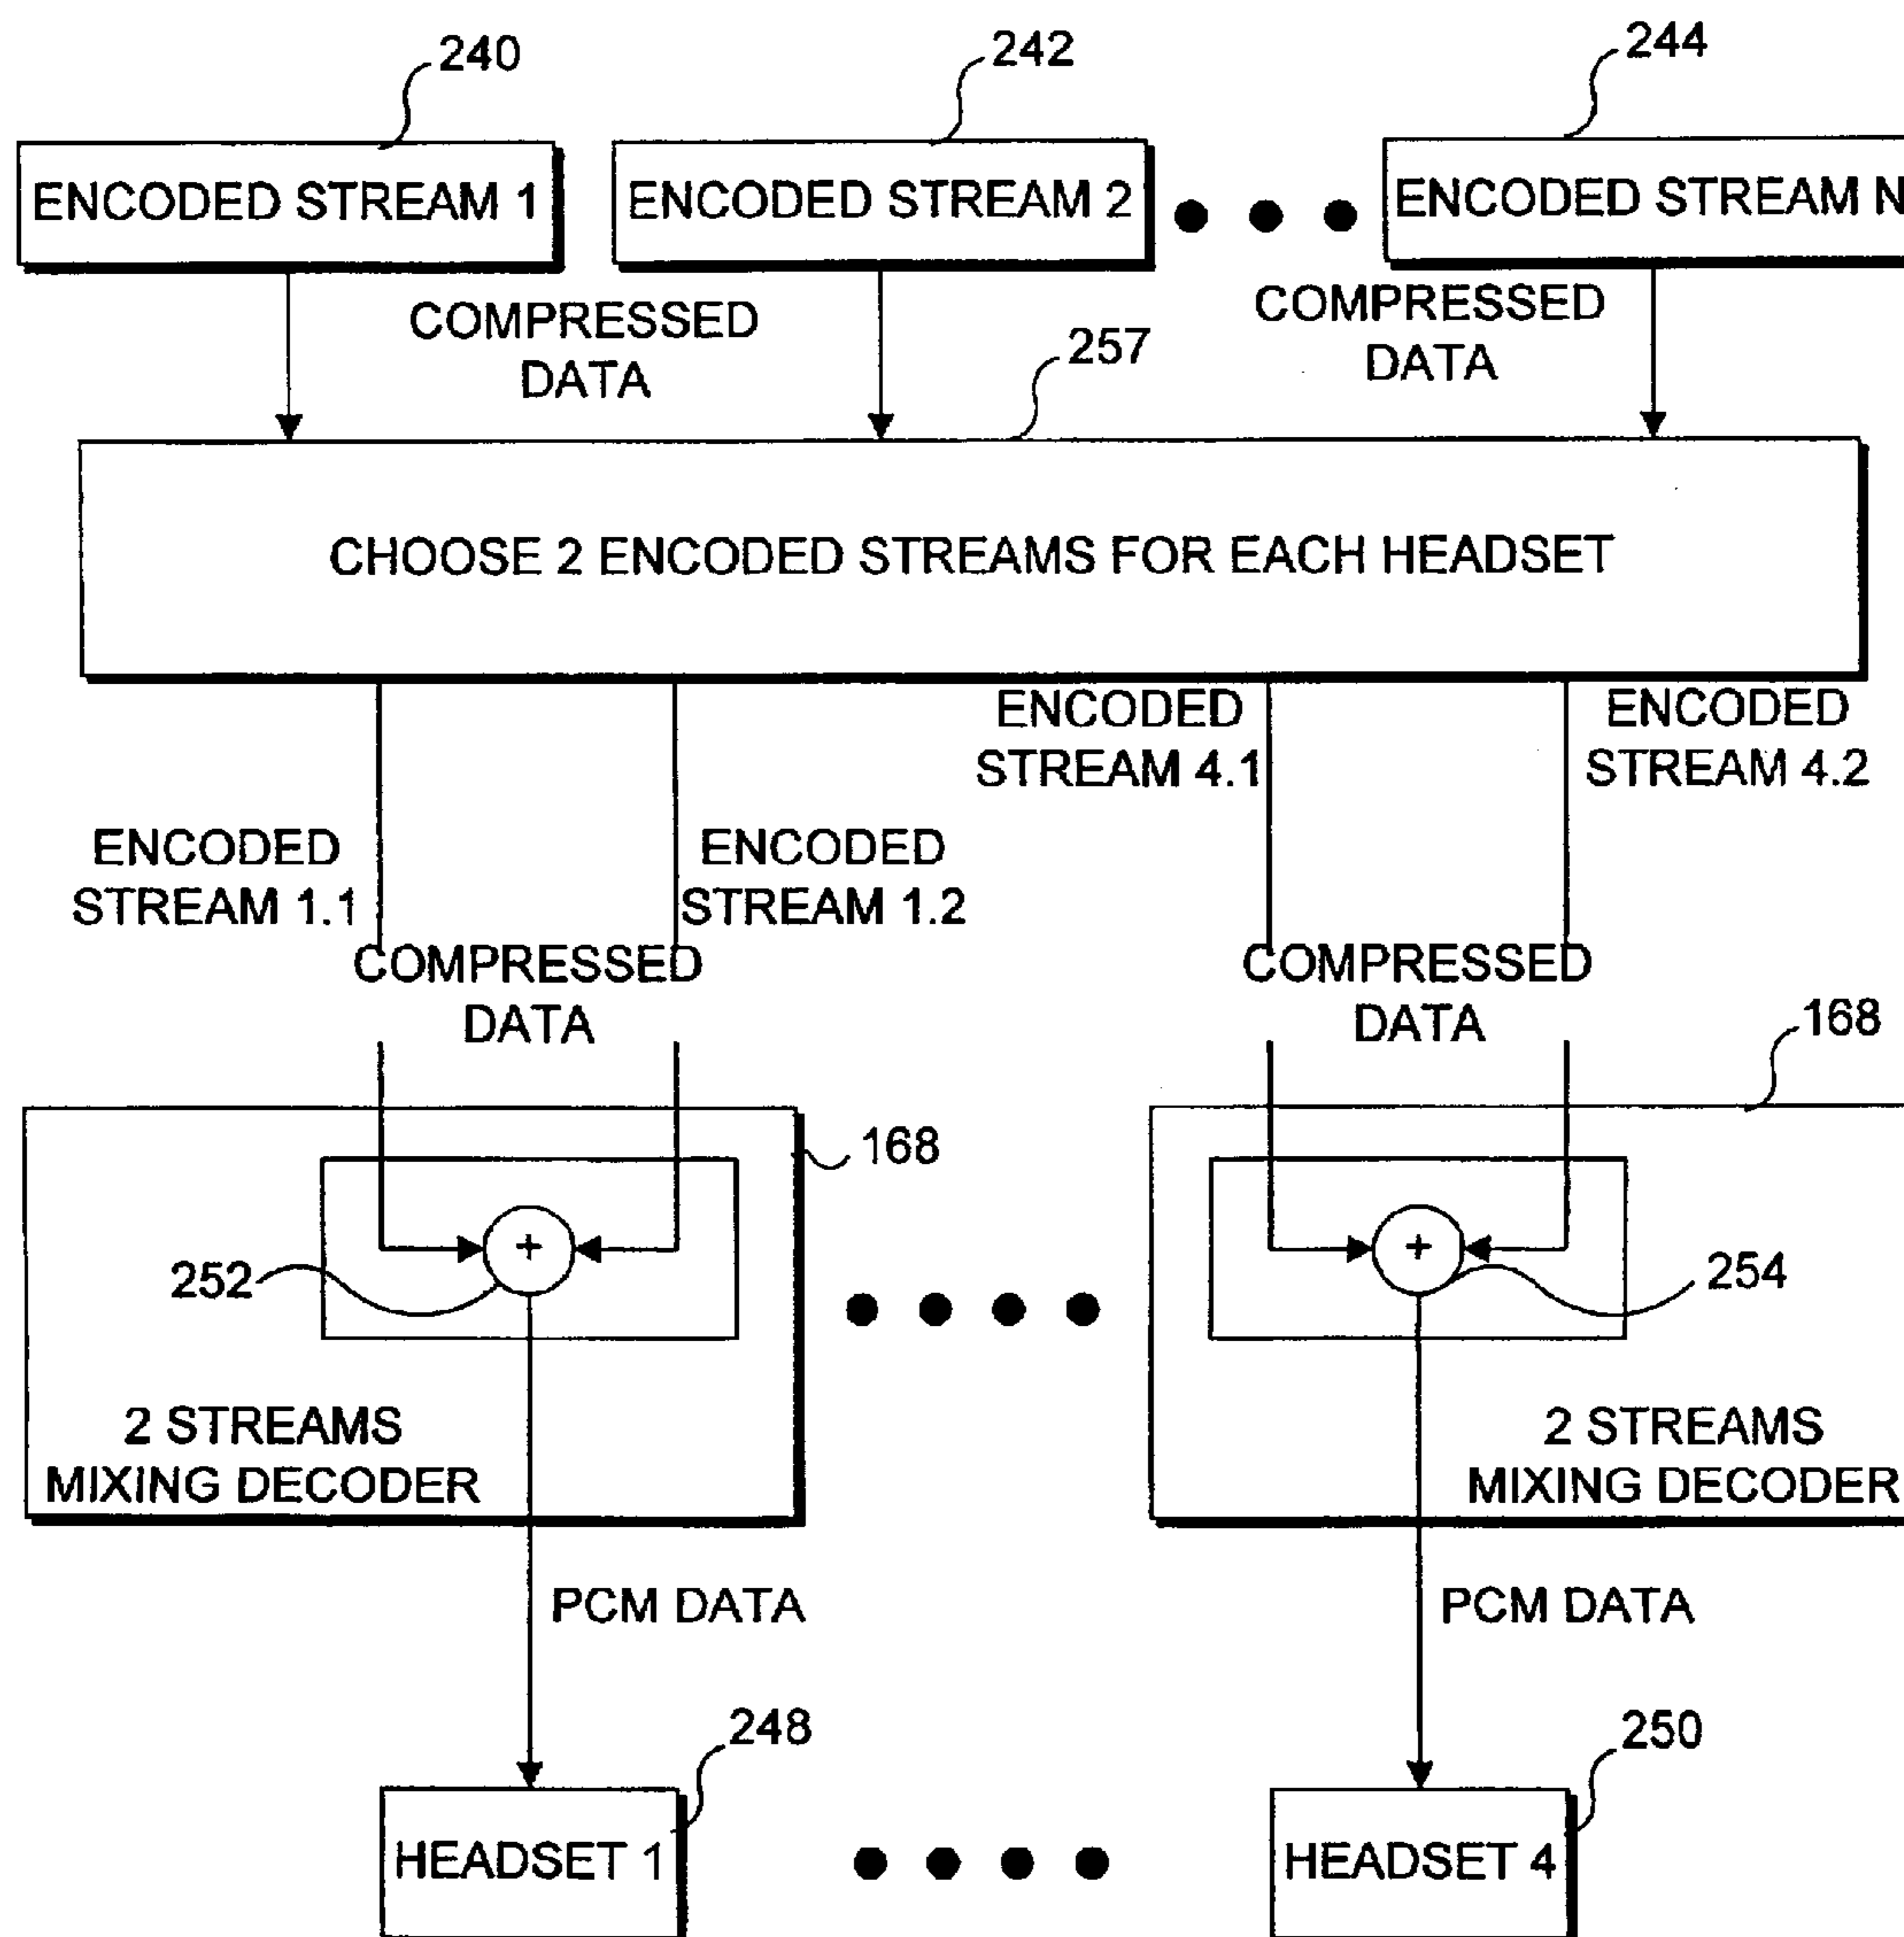 240
242
244
ENCODED STREAM 1
ENCODED STREAM 2
ENCODED STREAM N
COMPRESSED
DATA
COMPRESSED
DATA
257
CHOOSE 2 ENCODED STREAMS FOR EACH HEADSET
ENCODED
STREAM 1.1
ENCODED
STREAM 1.2
ENCODED
STREAM 4.1
ENCODED
STREAM 4.2
COMPRESSED
DATA
COMPRESSED
DATA
168
168
+
+
252
254
2 STREAMS
MIXING DECODER
2 STREAMS
MIXING DECODER
PCM DATA
PCM DATA
248
250
HEADSET 1
HEADSET 4